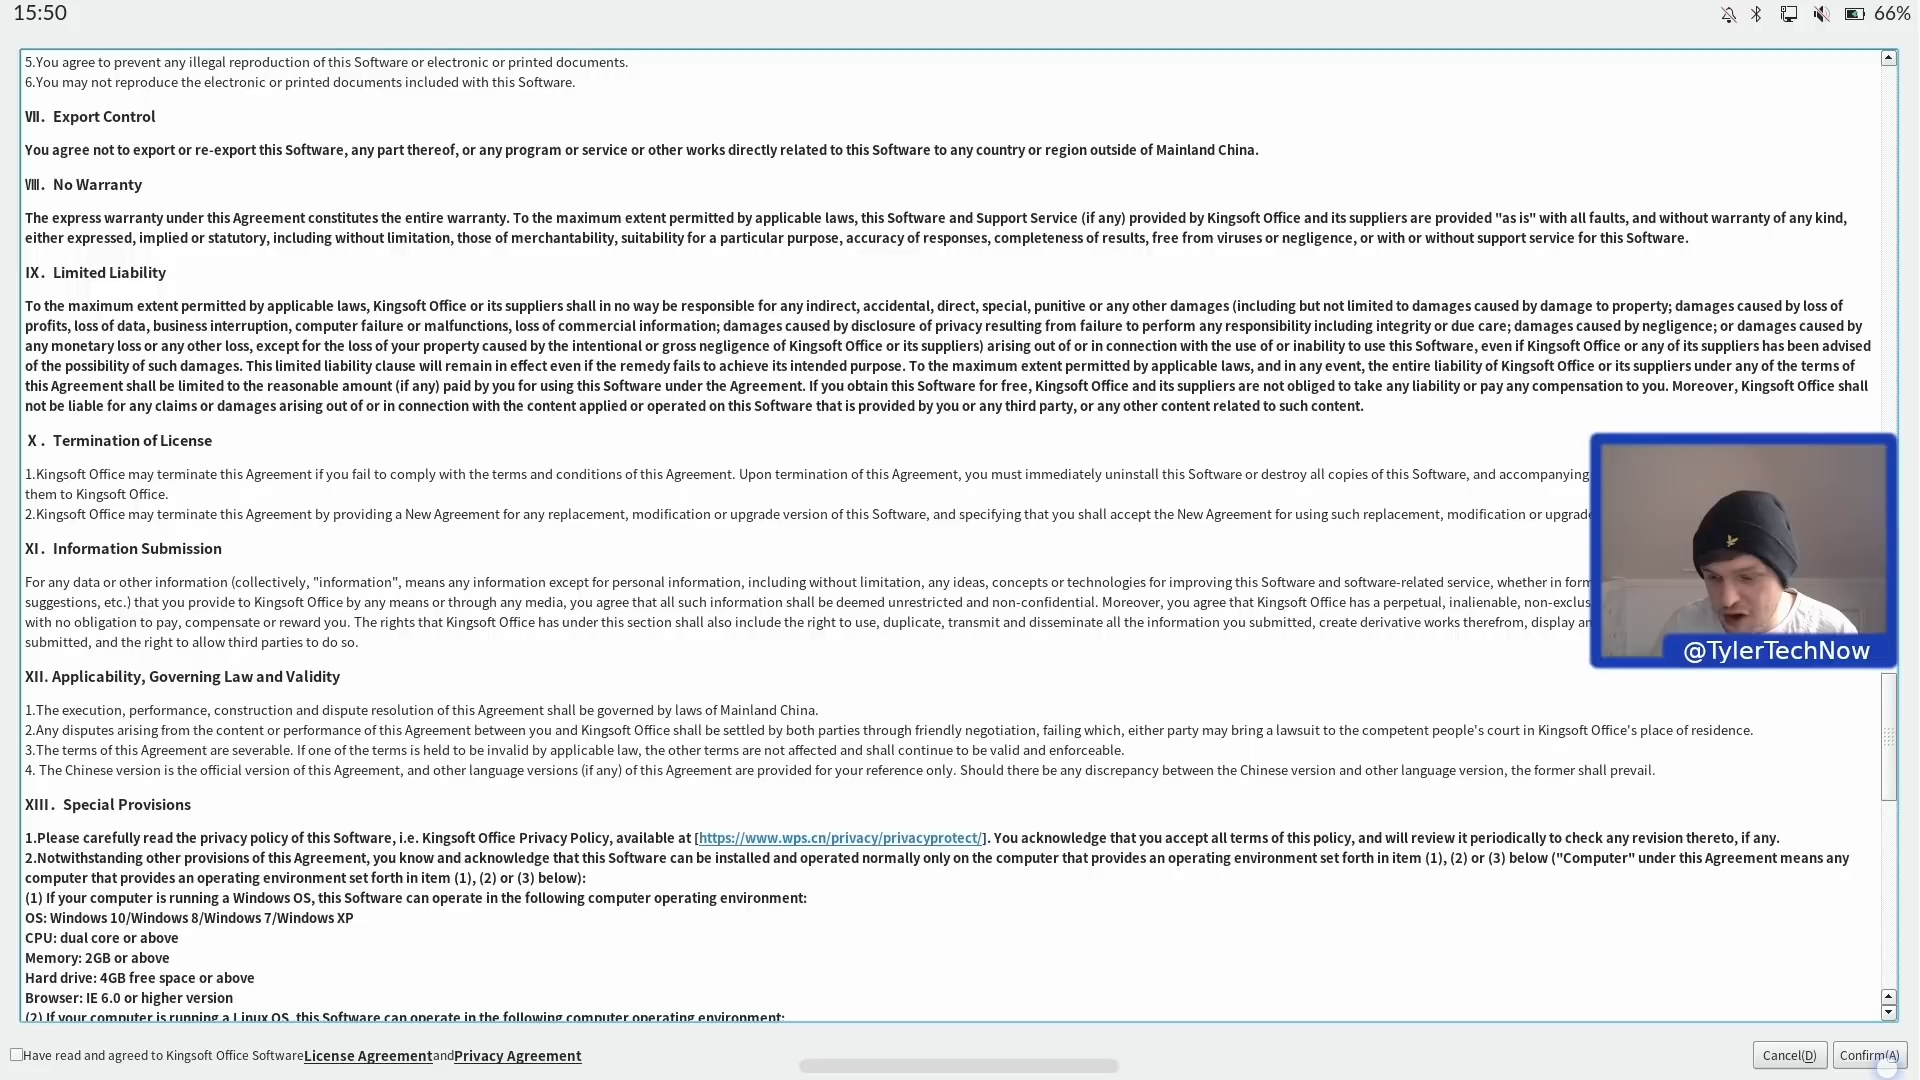 15:50
66%
5.You agree to prevent any illegal reproduction of this Software or electronic or printed documents.
6.You may not reproduce the electronic or printed documents included with this Software.
Ⅶ. Export Control
You agree not to export or re-export this Software, any part thereof, or any program or service or other works directly related to this Software to any country or region outside of Mainland China.
Ⅷ. No Warranty
The express warranty under this Agreement constitutes the entire warranty. To the maximum extent permitted by applicable laws, this Software and Support Service (if any) provided by Kingsoft Office and its suppliers are provided "as is" with all faults, and without warranty of any kind,
either expressed, implied or statutory, including without limitation, those of merchantability, suitability for a particular purpose, accuracy of responses, completeness of results, free from viruses or negligence, or with or without support service for this Software.
IX. Limited Liability
To the maximum extent permitted by applicable laws, Kingsoft Office or its suppliers shall in no way be responsible for any indirect, accidental, direct, special, punitive or any other damages (including but not limited to damages caused by damage to property; damages caused by loss of
profits, loss of data, business interruption, computer failure or malfunctions, loss of commercial information; damages caused by disclosure of privacy resulting from failure to perform any responsibility including integrity or due care; damages caused by negligence; or damages caused by
any monetary loss or any other loss, except for the loss of your property caused by the intentional or gross negligence of Kingsoft Office or its suppliers) arising out of or in connection with the use of or inability to use this Software, even if Kingsoft Office or any of its suppliers has been advised
of the possibility of such damages. This limited liability clause will remain in effect even if the remedy fails to achieve its intended purpose. To the maximum extent permitted by applicable laws, and in any event, the entire liability of Kingsoft Office or its suppliers under any of the terms of
this Agreement shall be limited to the reasonable amount (if any) paid by you for using this Software under the Agreement. If you obtain this Software for free, Kingsoft Office and its suppliers are not obliged to take any liability or pay any compensation to you. Moreover, Kingsoft Office shall
not be liable for any claims or damages arising out of or in connection with the content applied or operated on this Software that is provided by you or any third party, or any other content related to such content.
X. Termination of License
1.Kingsoft Office may terminate this Agreement if you fail to comply with the terms and conditions of this Agreement. Upon termination of this Agreement, you must immediately uninstall this Software or destroy all copies of this Software, and accompanying
them to Kingsoft Office.
2.Kingsoft Office may terminate this Agreement by providing a New Agreement for any replacement, modification or upgrade version of this Software, and specifying that you shall accept the New Agreement for using such replacement, modification or upgrade
XI. Information Submission
For any data or other information (collectively, "information", means any information except for personal information, including without limitation, any ideas, concepts or technologies for improving this Software and software-related service, whether in form
suggestions, etc.) that you provide to Kingsoft Office by any means or through any media, you agree that all such information shall be deemed unrestricted and non-confidential. Moreover, you agree that Kingsoft Office has a perpetual, inalienable, non-exclus
with no obligation to pay, compensate or reward you. The rights that Kingsoft Office has under this section shall also include the right to use, duplicate, transmit and disseminate all the information you submitted, create derivative works therefrom, display an
submitted, and the right to allow third parties to do so.
@TylerTechNow
XII. Applicability, Governing Law and Validity
1.The execution, performance, construction and dispute resolution of this Agreement shall be governed by laws of Mainland China.
2.Any disputes arising from the content or performance of this Agreement between you and Kingsoft Office shall be settled by both parties through friendly negotiation, failing which, either party may bring a lawsuit to the competent people's court in Kingsoft Office's place of residence.
3.The terms of this Agreement are severable. If one of the terms is held to be invalid by applicable law, the other terms are not affected and shall continue to be valid and enforceable.
4. The Chinese version is the official version of this Agreement, and other language versions (if any) of this Agreement are provided for your reference only. Should there be any discrepancy between the Chinese version and other language version, the former shall prevail.
XIII. Special Provisions
1.Please carefully read the privacy policy of this Software, i.e. Kingsoft Office Privacy Policy, available at [https://www.wps.cn/privacy/privacyprotect/]. You acknowledge that you accept all terms of this policy, and will review it periodically to check any revision thereto, if any.
2.Notwithstanding other provisions of this Agreement, you know and acknowledge that this Software can be installed and operated normally only on the computer that provides an operating environment set forth in item (1), (2) or (3) below ("Computer" under this Agreement means any
computer that provides an operating environment set forth in item (1), (2) or (3) below):
(1) If your computer is running a Windows OS, this Software can operate in the following computer operating environment:
OS: Windows 10/Windows 8/Windows 7/Windows XP
CPU: dual core or above
Memory: 2GB or above
Hard drive: 4GB free space or above
Browser: IE 6.0 or higher version
(2) If your computer is running a Linux OS, this Software can operate in the following computer operating environment:
Have read and agreed to Kingsoft Office SoftwareLicense AgreementandPrivacy Agreement
Cancel(D)
Confirm(A)